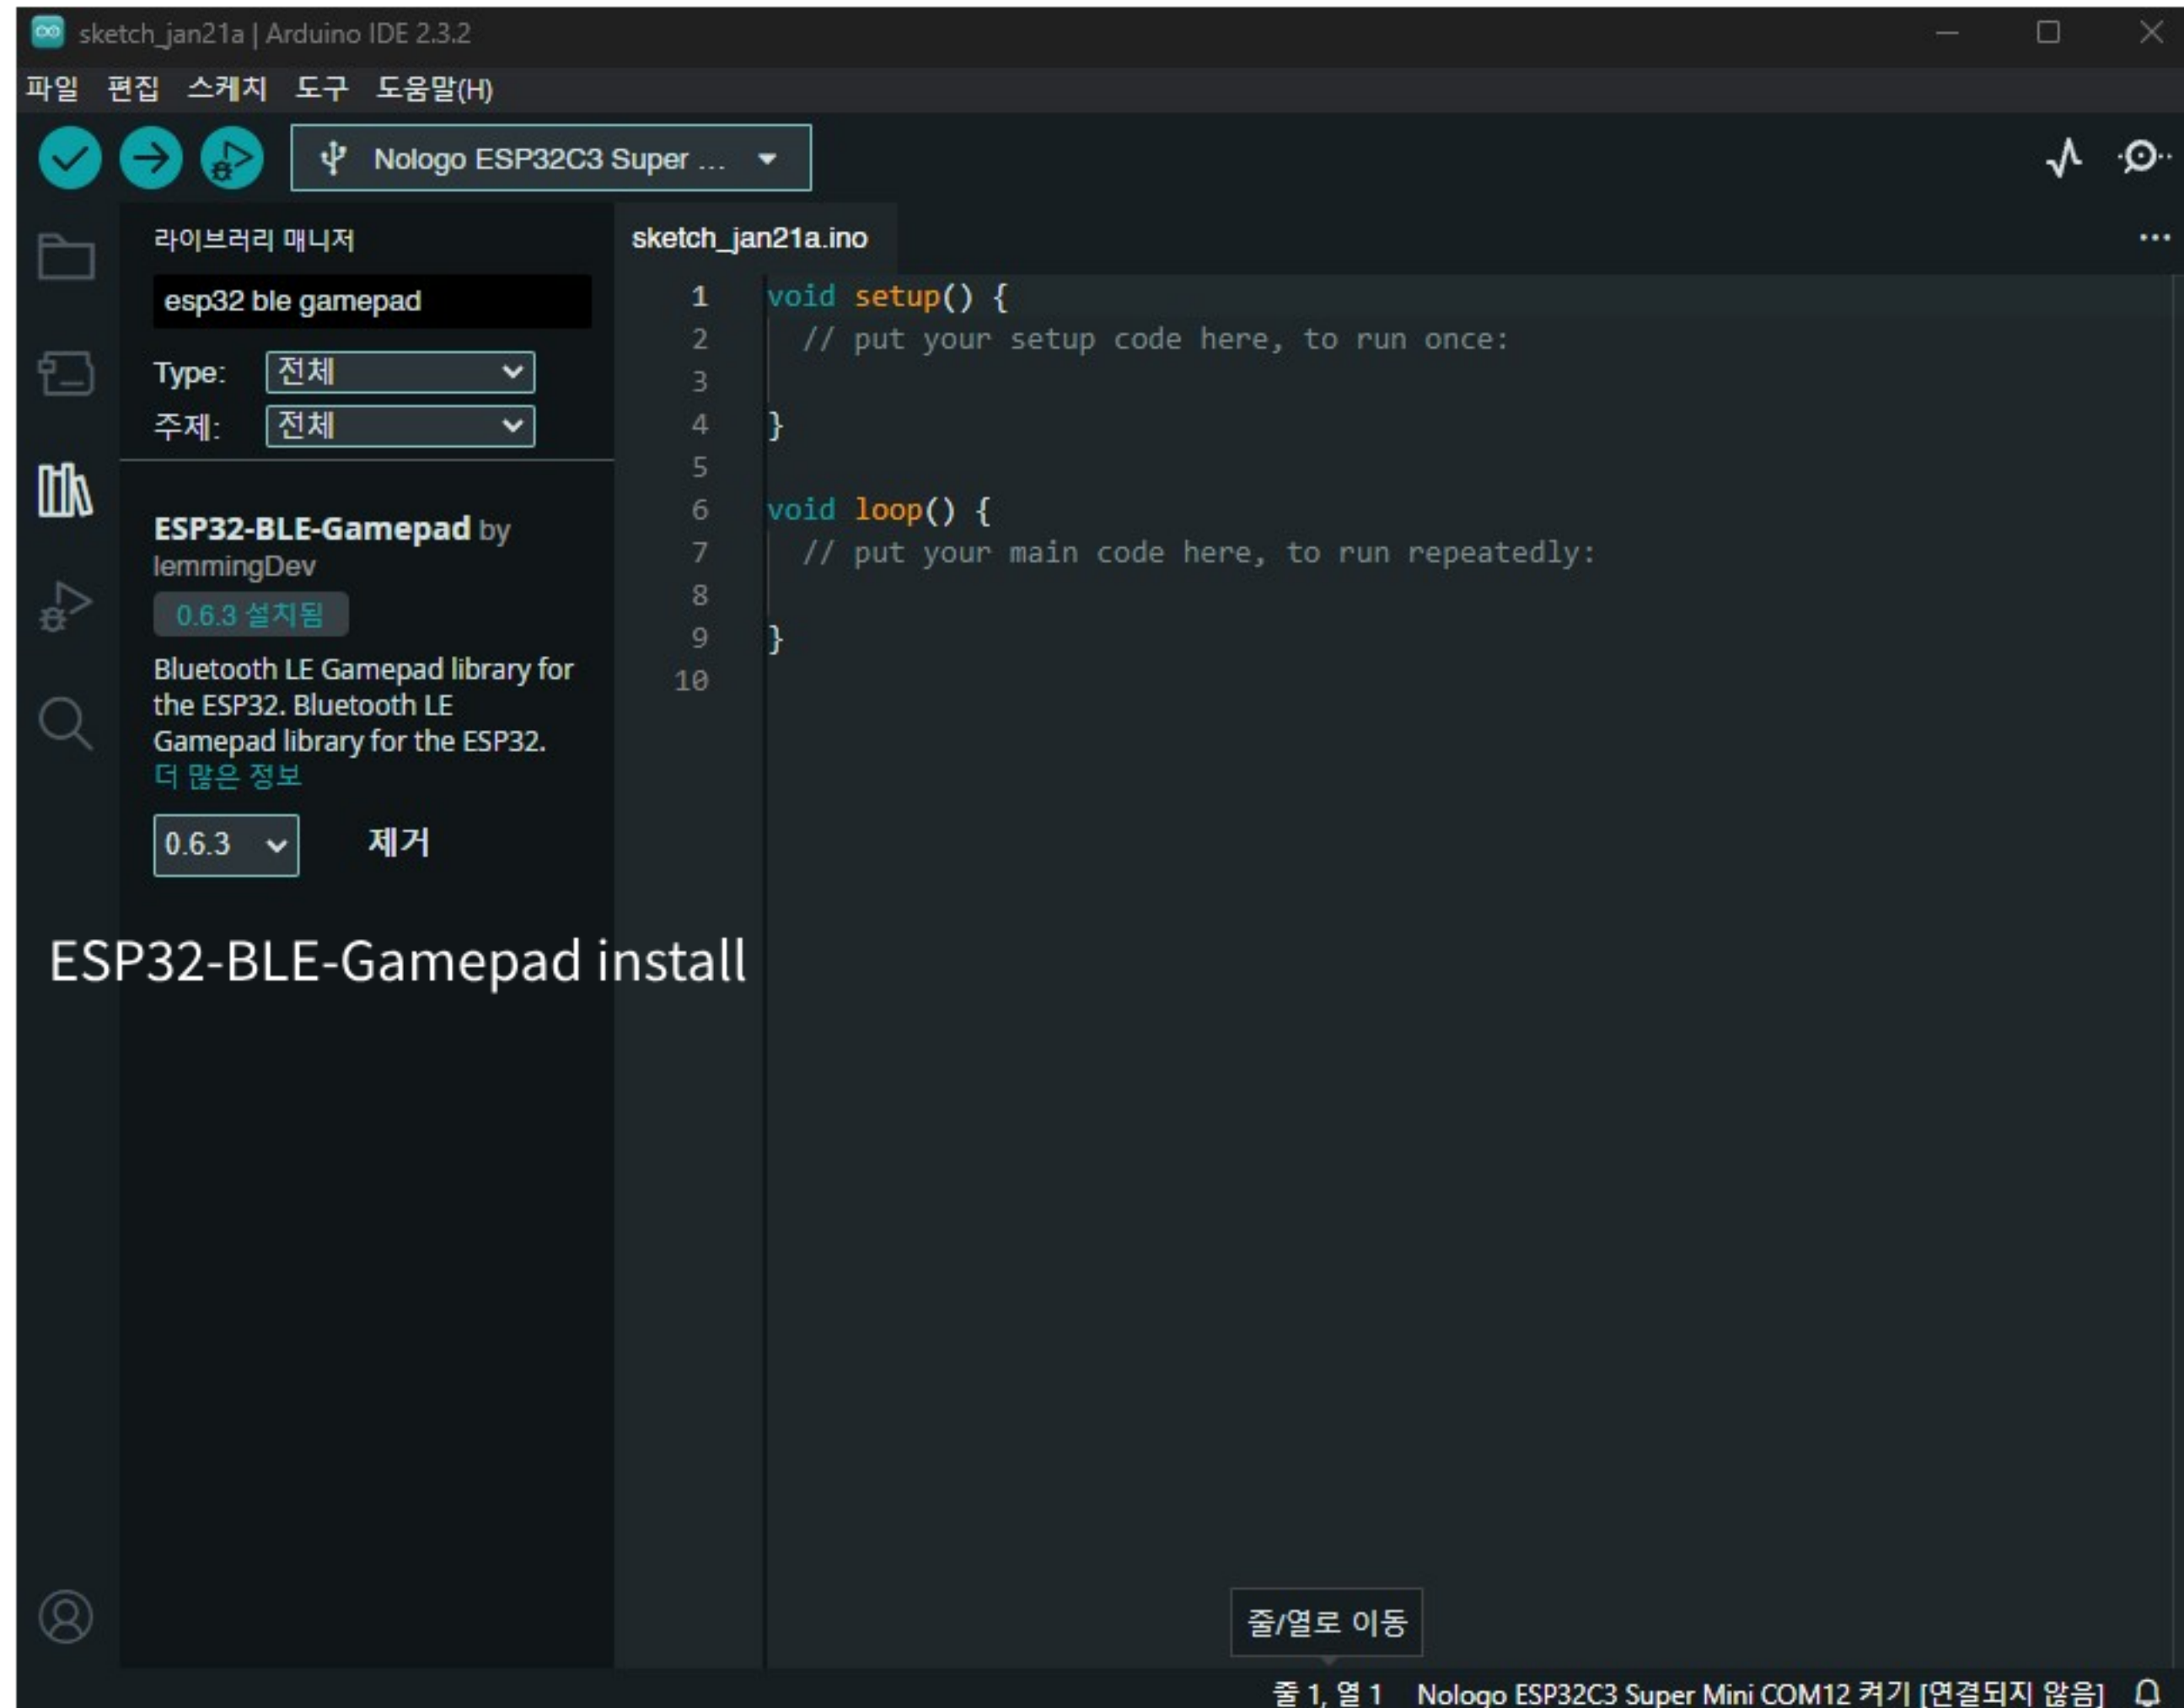 sketch_jan21a | Arduino IDE 2.3.2
파일 편집 스케치 도구 도움말(H)
Nologo ESP32C3 Super ...
라이브러리 매니저
esp32 ble gamepad
Type: 전체
주제: 전체
ESP32-BLE-Gamepad by
lemmingDev
0.6.3 설치됨
Bluetooth LE Gamepad library for
the ESP32. Bluetooth LE
Gamepad library for the ESP32.
더 많은 정보
0.6.3 제거
ESP32-BLE-Gamepad install
sketch_jan21a.ino
1 void setup() {
2 // put your setup code here, to run once:
3
4 }
5
6 void loop() {
7 // put your main code here, to run repeatedly:
8
9 }
10
줄/열로 이동
줄 1, 열 1 Nologo ESP32C3 Super Mini COM12 켜기 [연결되지 않음]